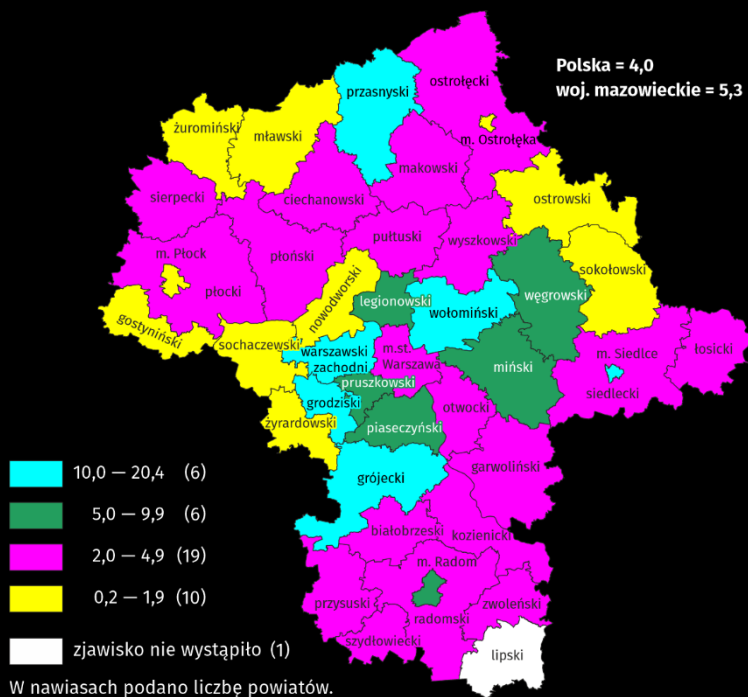 Polska = 4,0
woj. mazowieckie = 5,3
ostrołęcki
przasnyski
żuromiński
mławski
m. Ostrołęka
makowski
sierpecki
ciechanowski
ostrowski
pułtuski
wyszkowski
m. Płock
płoński
sokołowski
płocki
nowodworski
legionowski
węgrowski
wołomiński
gostyniński
sochaczewski
warszawski
zachodni
m.st.
Warszawa
m. Siedlce
łosicki
miński
siedlecki
pruszkowski
grodziski
otwocki
żyrardowski
piaseczyński
garwoliński
grójecki
białobrzeski
kozienicki
m. Radom
przysuski
zwoleński
radomski
szydłowiecki
lipski
10,0 — 20,4 (6)
5,0 — 9,9 (6)
2,0 — 4,9 (19)
0,2 — 1,9 (10)
zjawisko nie wystąpiło (1)
W nawiasach podano liczbę powiatów.